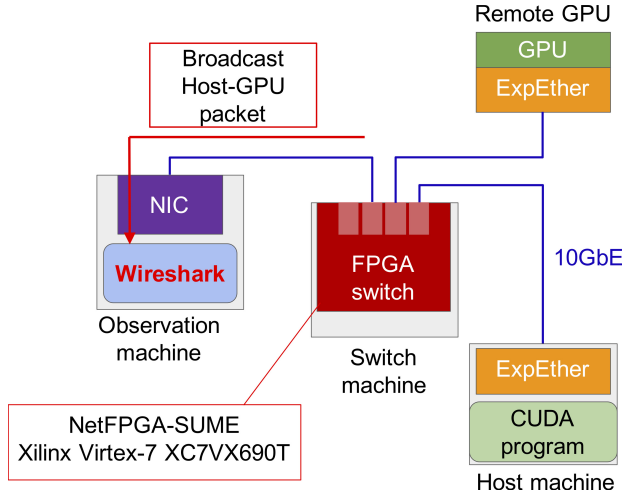 Remote GPU
GPU
ExpEther
Broadcast
Host-GPU
packet
NIC
Wireshark
Observation
machine
FPGA
switch
Switch
machine
10GbE
ExpEther
CUDA
program
Host machine
NetFPGA-SUME
Xilinx Virtex-7 XC7VX690T